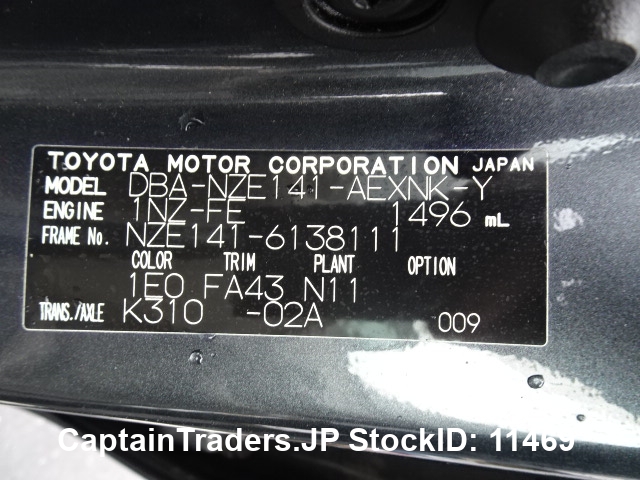 TOYOTA MOTOR CORPORATION JAPAN
MODEL DBA-NZE141-AEXNK-Y
ENGINE 1NZ-FE 1496 mL
FRAME No. NZE141-6138111
COLOR TRIM PLANT OPTION
1E0 FA43 N11
TRANS./AXLE K310 -02A 009
CaptainTraders.JP StockID: 11469